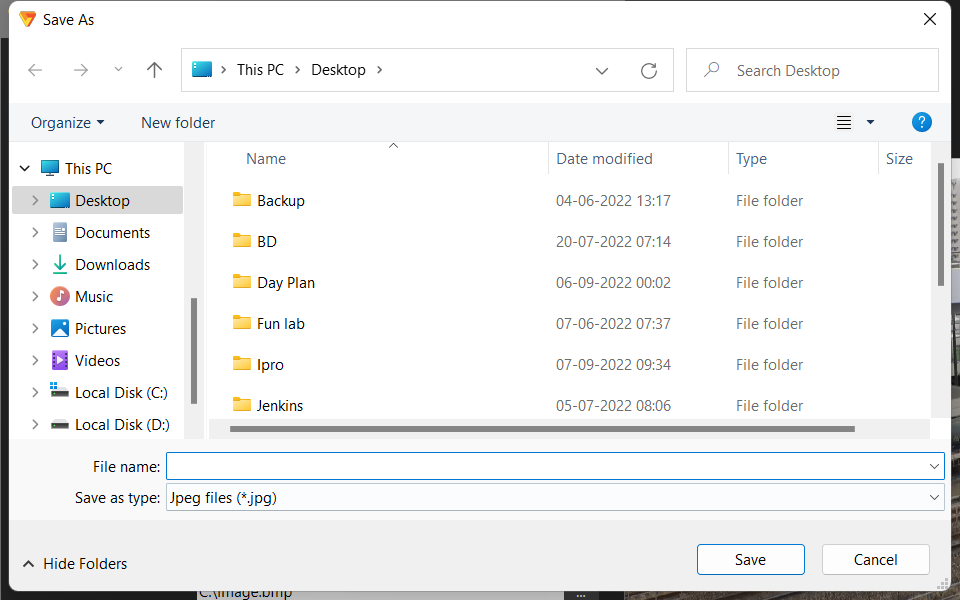 Save As
This PC Desktop
Search Desktop
Organize New folder
?
Name Date modified Type Size
This PC
Desktop
Documents
Downloads
Music
Pictures
Videos
Local Disk (C:)
Local Disk (D:)
Backup 04-06-2022 13:17 File folder
BD 20-07-2022 07:14 File folder
Day Plan 06-09-2022 00:02 File folder
Fun lab 07-06-2022 07:37 File folder
Ipro 07-09-2022 09:34 File folder
Jenkins 05-07-2022 08:06 File folder
File name:
Save as type: Jpeg files (*.jpg)
Hide Folders Save Cancel
C:\image.bmp ...